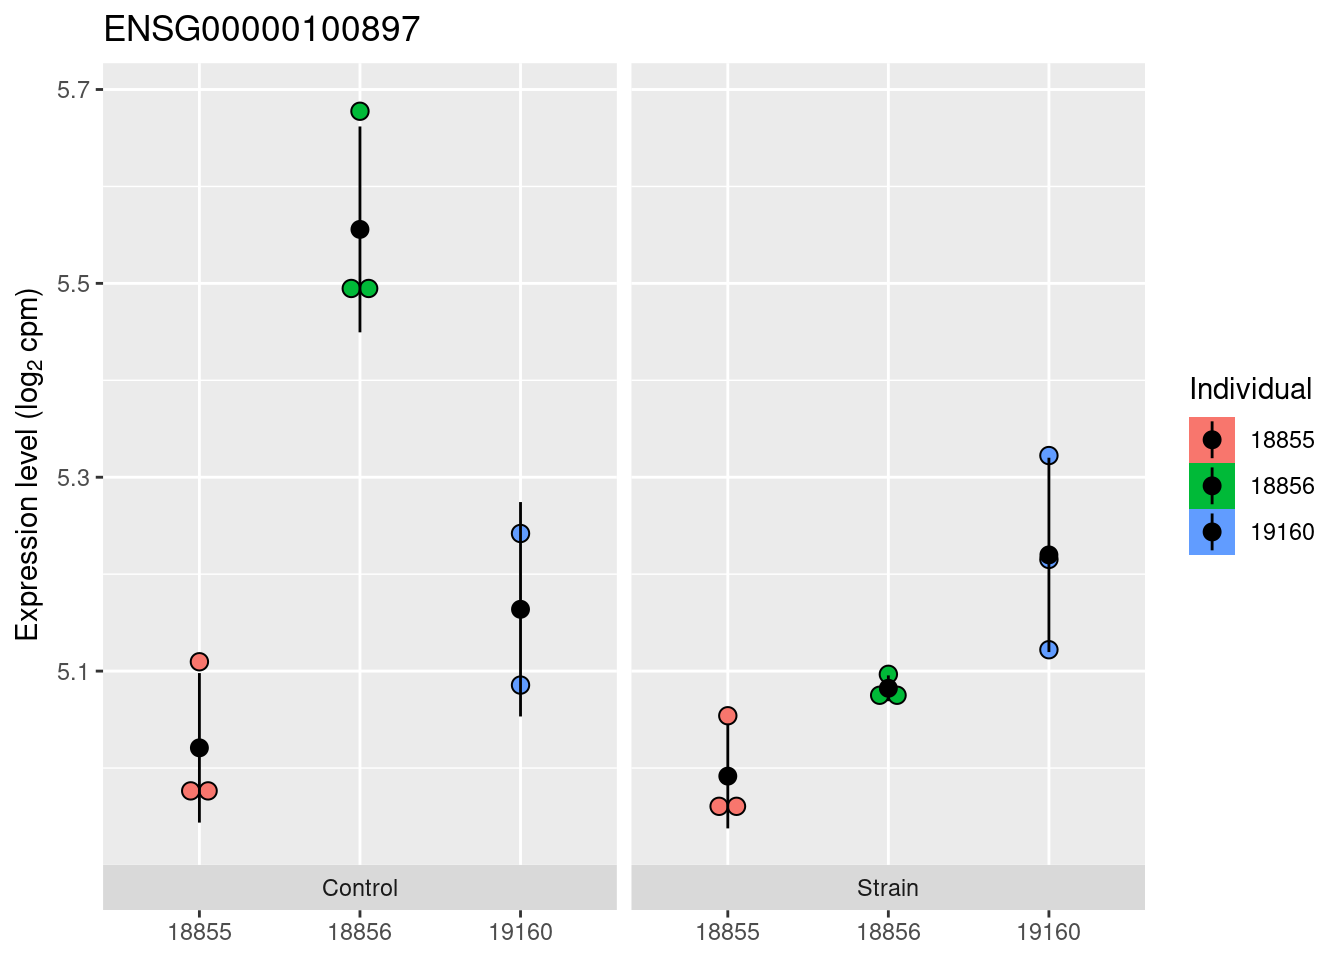 ENSG00000100897
Expression level (log₂ cpm)
5.7
5.5
5.3
5.1
Control
Strain
18855 18856 19160
18855 18856 19160
Individual
18855
18856
19160